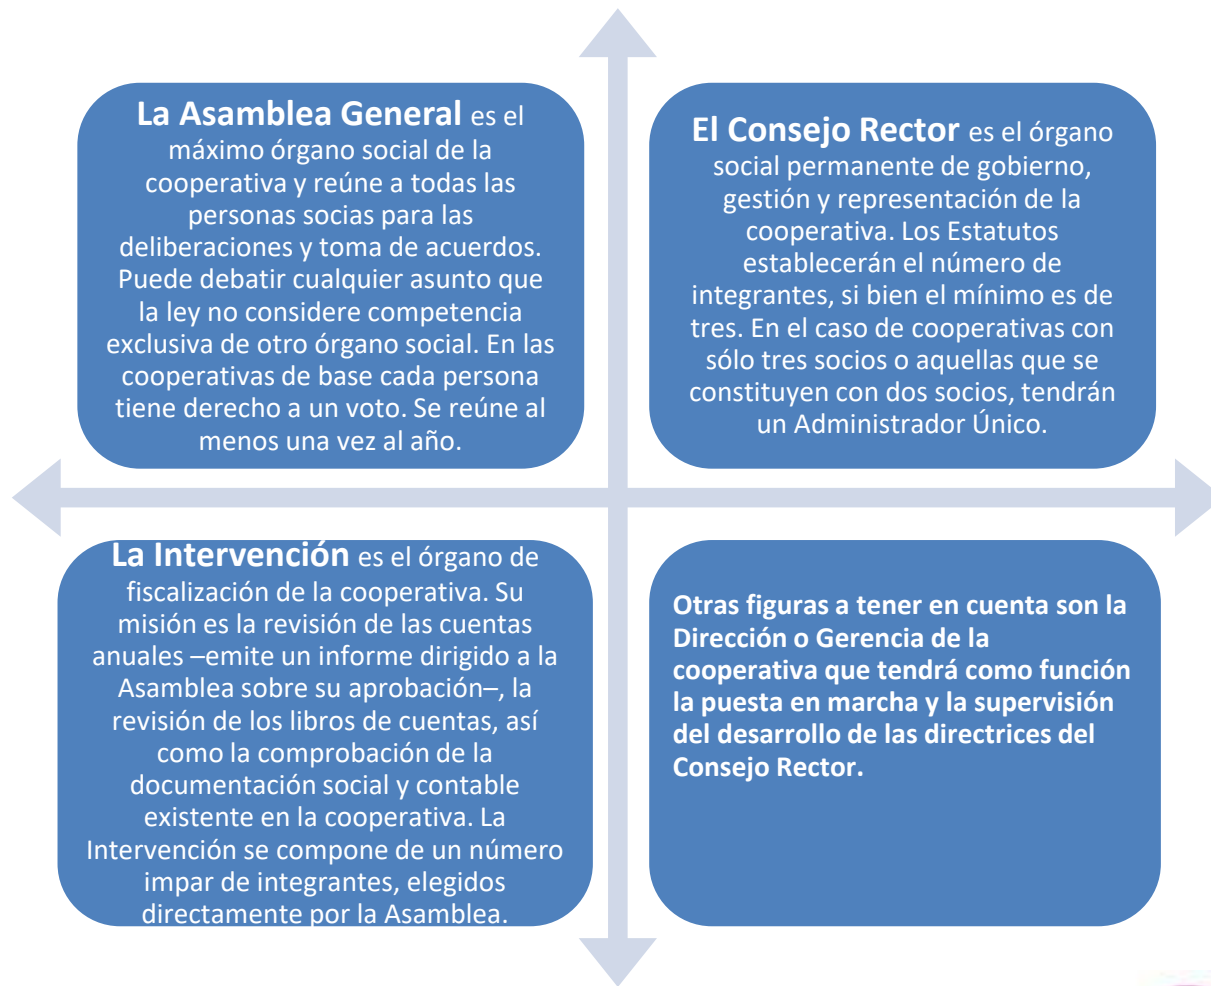 La Asamblea General es el
máximo órgano social de la
cooperativa y reúne a todas las
personas socias para las
deliberaciones y toma de acuerdos.
Puede debatir cualquier asunto que
la ley no considere competencia
exclusiva de otro órgano social. En las
cooperativas de base cada persona
tiene derecho a un voto. Se reúne al
menos una vez al año.
El Consejo Rector es el órgano
social permanente de gobierno,
gestión y representación de la
cooperativa. Los Estatutos
establecerán el número de
integrantes, si bien el mínimo es de
tres. En el caso de cooperativas con
sólo tres socios o aquellas que se
constituyen con dos socios, tendrán
un Administrador Único.
La Intervención es el órgano de
fiscalización de la cooperativa. Su
misión es la revisión de las cuentas
anuales –emite un informe dirigido a la
Asamblea sobre su aprobación–, la
revisión de los libros de cuentas, así
como la comprobación de la
documentación social y contable
existente en la cooperativa. La
Intervención se compone de un número
impar de integrantes, elegidos
directamente por la Asamblea.
Otras figuras a tener en cuenta son la
Dirección o Gerencia de la
cooperativa que tendrá como función
la puesta en marcha y la supervisión
del desarrollo de las directrices del
Consejo Rector.